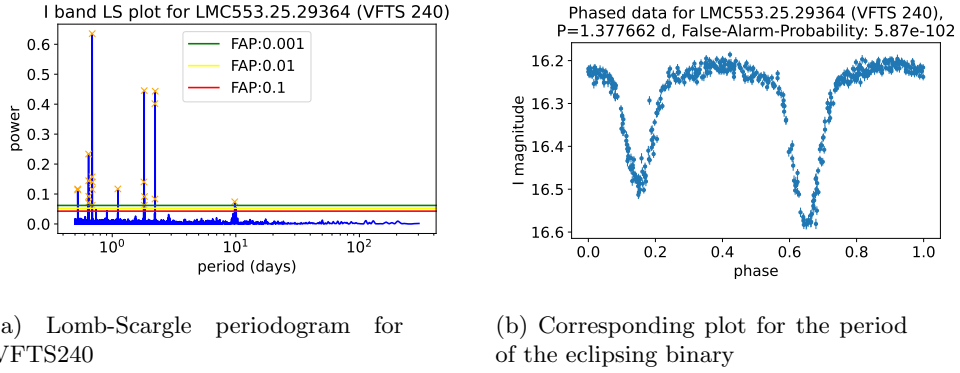 I band LS plot for LMC553.25.29364 (VFTS 240)
FAP:0.001
FAP:0.01
FAP:0.1
power
0.6
0.5
0.4
0.3
0.2
0.1
0.0
10⁰ 10¹ 10²
period (days)
Phased data for LMC553.25.29364 (VFTS 240),
P=1.377662 d, False-Alarm-Probability: 5.87e-102
I magnitude
16.2
16.3
16.4
16.5
16.6
0.0 0.2 0.4 0.6 0.8 1.0
phase
a) Lomb-Scargle periodogram for
VFTS240
(b) Corresponding plot for the period
of the eclipsing binary